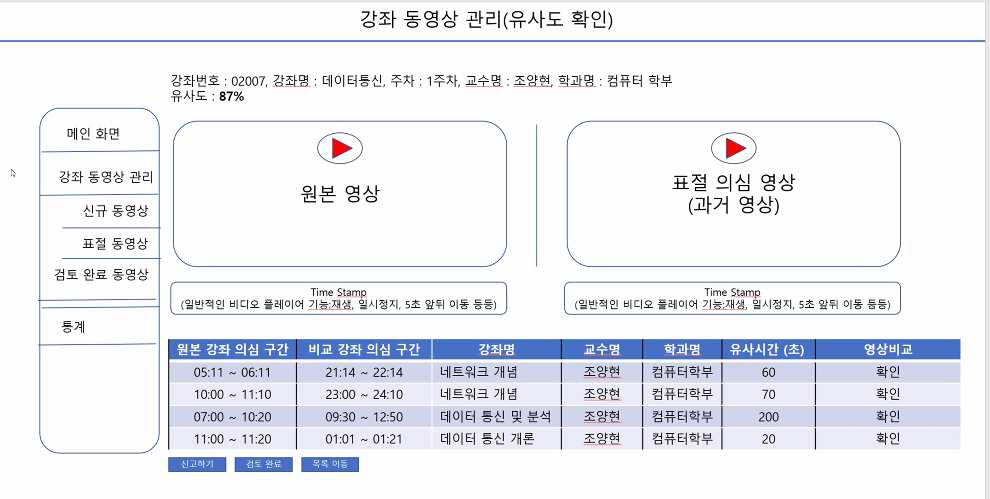 강좌 동영상 관리(유사도 확인)
강좌번호 : 02007, 강좌명 : 데이터통신, 주차 : 1주차, 교수명 : 조양현, 학과명 : 컴퓨터 학부
유사도 : 87%
메인 화면
강좌 동영상 관리
신규 동영상
표절 동영상
검토 완료 동영상
통계
원본 영상
표절 의심 영상
(과거 영상)
Time Stamp
(일반적인 비디오 플레이어 기능:재생, 일시정지, 5초 앞뒤 이동 등등)
Time Stamp
(일반적인 비디오 플레이어 기능:재생, 일시정지, 5초 앞뒤 이동 등등)
원본 강좌 의심 구간 비교 강좌 의심 구간 강좌명 교수명 학과명 유사시간 (초) 영상비교
05:11 ~ 06:11 21:14 ~ 22:14 네트워크 개념 조양현 컴퓨터학부 60 확인
10:00 ~ 11:10 23:00 ~ 24:10 네트워크 개념 조양현 컴퓨터학부 70 확인
07:00 ~ 10:20 09:30 ~ 12:50 데이터 통신 및 분석 조양현 컴퓨터학부 200 확인
11:00 ~ 11:20 01:01 ~ 01:21 데이터 통신 개론 조양현 컴퓨터학부 20 확인
신고하기 검토 완료 목록 이동